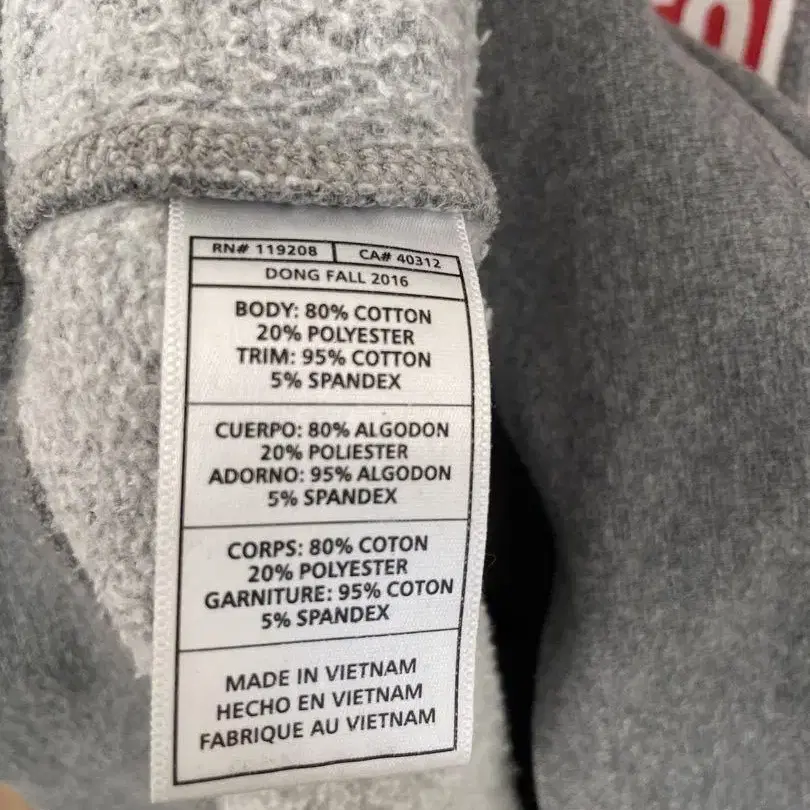 RN# 119208 CA# 40312
DONG FALL 2016
BODY: 80% COTTON
20% POLYESTER
TRIM: 95% COTTON
5% SPANDEX
CUERPO: 80% ALGODON
20% POLIESTER
ADORNO: 95% ALGODON
5% SPANDEX
CORPS: 80% COTON
20% POLYESTER
GARNITURE: 95% COTON
5% SPANDEX
MADE IN VIETNAM
HECHO EN VIETNAM
FABRIQUE AU VIETNAM